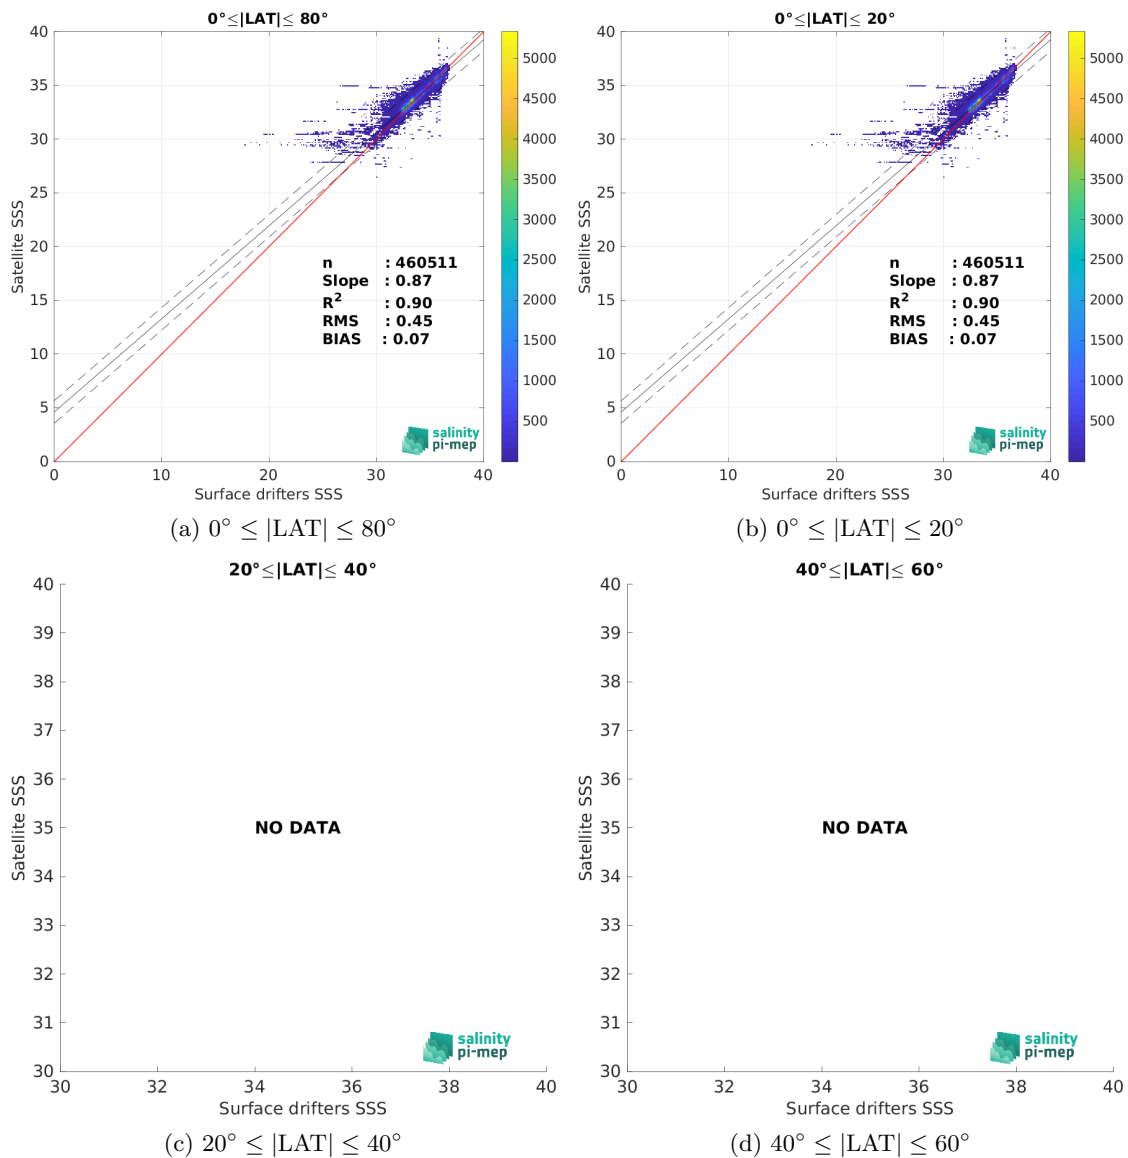 0°≤|LAT|≤ 80°
40
35
30
25
20
15
10
5
0
Satellite SSS
0
10
20
30
40
Surface drifters SSS
n : 460511
Slope : 0.87
R² : 0.90
RMS : 0.45
BIAS : 0.07
salinity
pi-mep
5000
4500
4000
3500
3000
2500
2000
1500
1000
500
(a) 0° ≤ |LAT| ≤ 80°
0°≤|LAT|≤ 20°
40
35
30
25
20
15
10
5
0
Satellite SSS
0
10
20
30
40
Surface drifters SSS
n : 460511
Slope : 0.87
R² : 0.90
RMS : 0.45
BIAS : 0.07
salinity
pi-mep
5000
4500
4000
3500
3000
2500
2000
1500
1000
500
(b) 0° ≤ |LAT| ≤ 20°
20°≤|LAT|≤ 40°
40
39
38
37
36
35
34
33
32
31
30
Satellite SSS
NO DATA
salinity
pi-mep
30
32
34
36
38
40
Surface drifters SSS
(c) 20° ≤ |LAT| ≤ 40°
40°≤|LAT|≤ 60°
40
39
38
37
36
35
34
33
32
31
30
Satellite SSS
NO DATA
salinity
pi-mep
30
32
34
36
38
40
Surface drifters SSS
(d) 40° ≤ |LAT| ≤ 60°